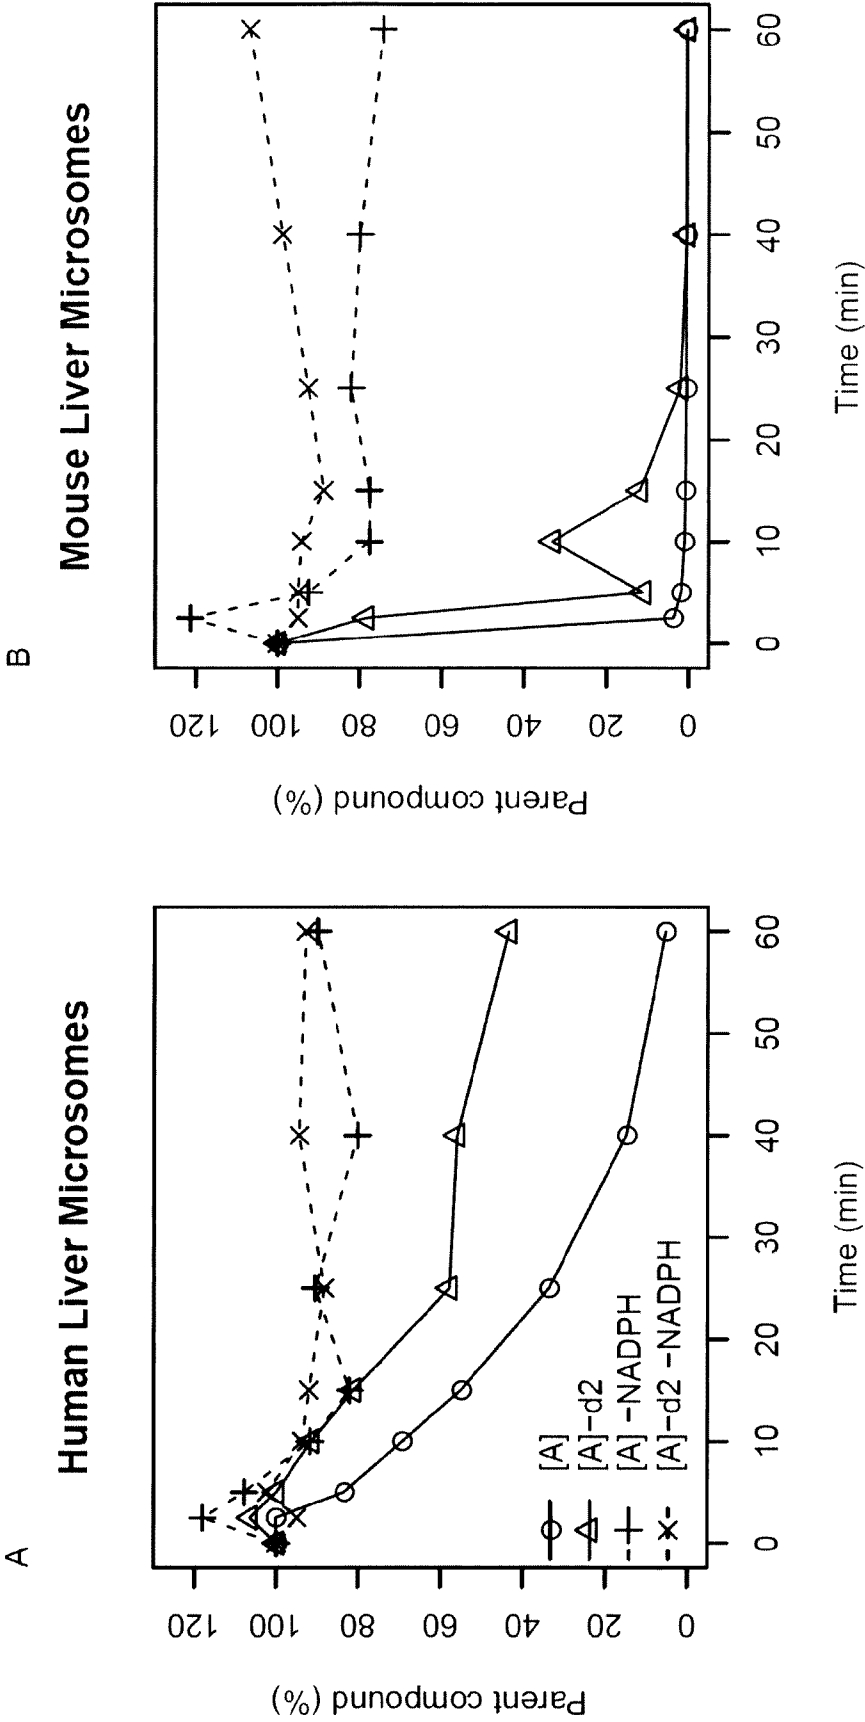 A
Human Liver Microsomes
Parent compound (%)
120
100
80
60
40
20
0
[A]
[A]-d2
[A] -NADPH
[A]-d2 -NADPH
0 10 20 30 40 50 60
Time (min)
B
Mouse Liver Microsomes
Parent compound (%)
120
100
80
60
40
20
0
0 10 20 30 40 50 60
Time (min)